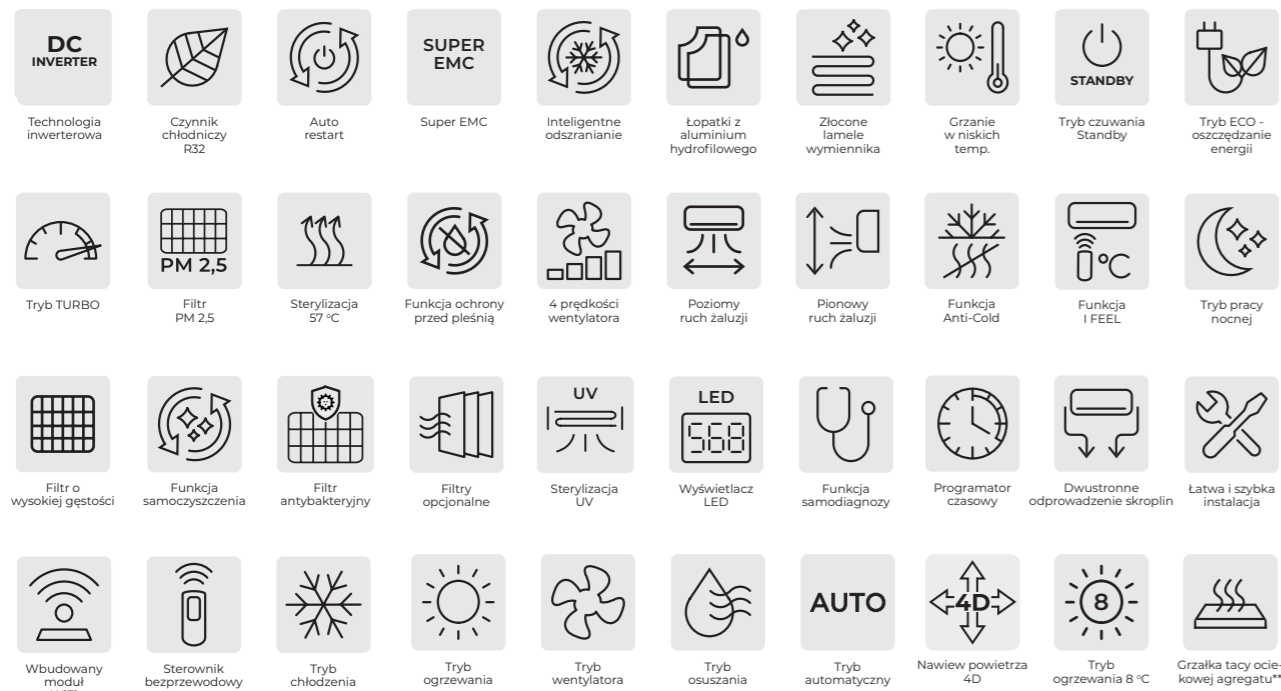 DC
INVERTER
SUPER
EMC
STANDBY
Technologia
inwerterowa
Czynnik
chłodniczy
R32
Auto
restart
Super EMC
Inteligentne
odszranianie
Łopatki z
aluminium
hydrofilowego
Złocone
lamele
wymiennika
Grzanie
w niskich
temp.
Tryb czuwania
Standby
Tryb ECO -
oszczędzanie
energii
PM 2,5
°C
Tryb TURBO
Filtr
PM 2,5
Sterylizacja
57 °C
Funkcja ochrony
przed pleśnią
4 prędkości
wentylatora
Poziomy
ruch żaluzji
Pionowy
ruch żaluzji
Funkcja
Anti-Cold
Funkcja
I FEEL
Tryb pracy
nocnej
UV
LED
568
Filtr o
wysokiej gęstości
Funkcja
samoczyszczenia
Filtr
antybakteryjny
Filtry
opcjonalne
Sterylizacja
UV
Wyświetlacz
LED
Funkcja
samodiagnozy
Programator
czasowy
Dwustronne
odprowadzenie skroplin
Łatwa i szybka
instalacja
AUTO
4D
8
Wbudowany
moduł
Sterownik
bezprzewodowy
Tryb
chłodzenia
Tryb
ogrzewania
Tryb
wentylatora
Tryb
osuszania
Tryb
automatyczny
Nawiew powietrza
4D
Tryb
ogrzewania 8 °C
Grzałka tacy ocie-
kowej agregatu**